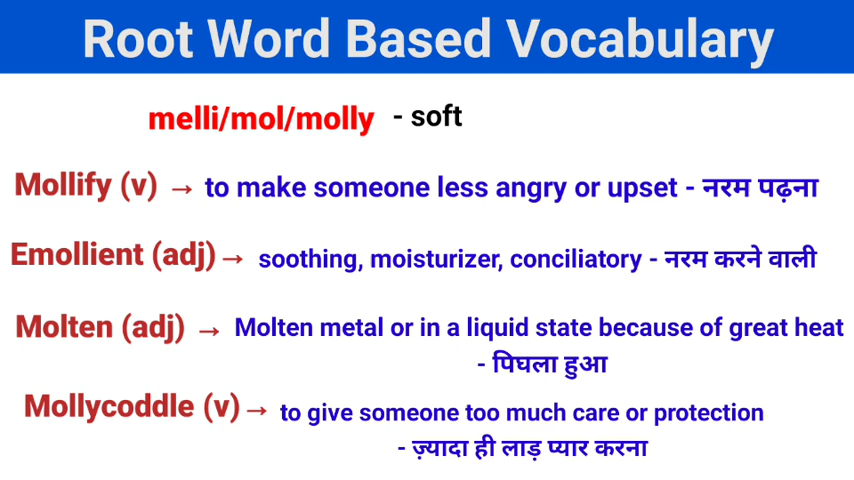 Root Word Based Vocabulary
melli/mol/molly - soft
Mollify (v) → to make someone less angry or upset - नरम पढ़ना
Emollient (adj) → soothing, moisturizer, conciliatory - नरम करने वाली
Molten (adj) → Molten metal or in a liquid state because of great heat
- पिघला हुआ
Mollycoddle (v) → to give someone too much care or protection
- ज़्यादा ही लाड़ प्यार करना